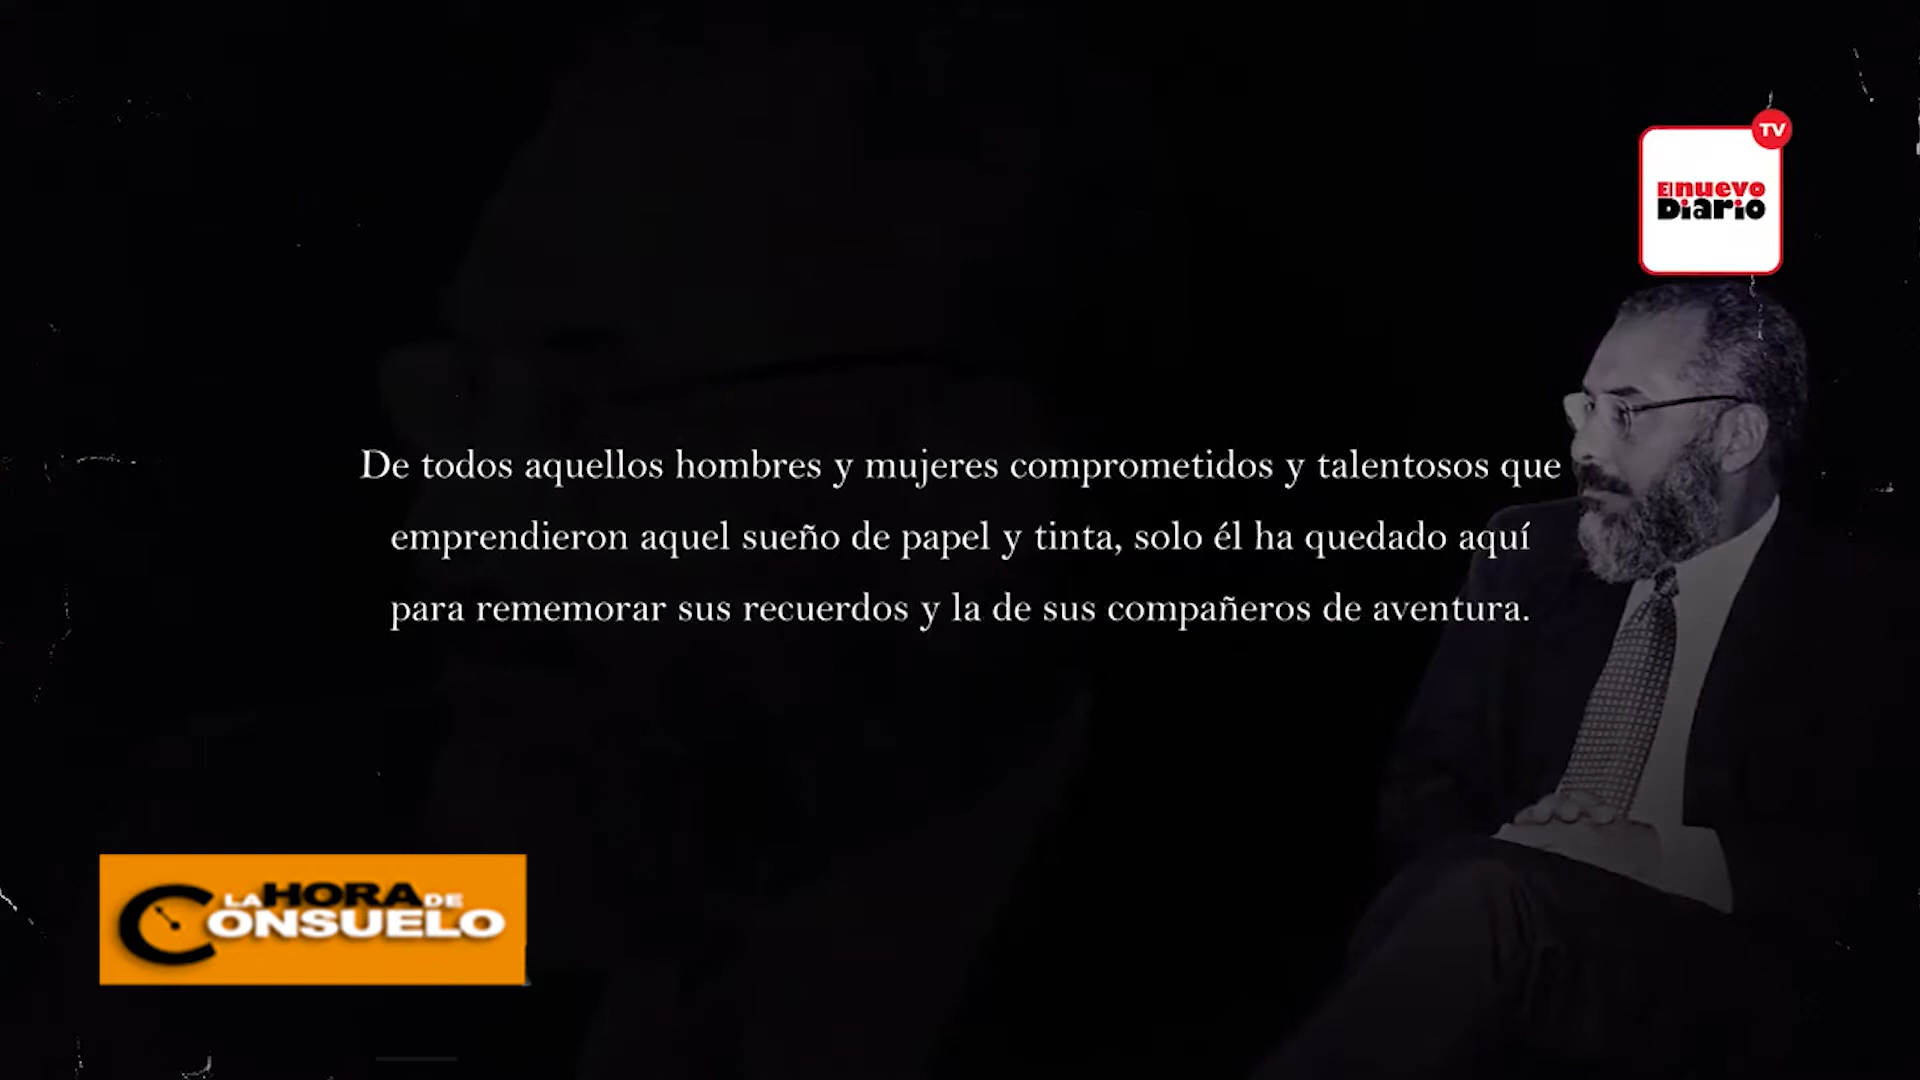 TV
El nuevo
Diario
De todos aquellos hombres y mujeres comprometidos y talentosos que
emprendieron aquel sueño de papel y tinta, solo él ha quedado aquí
para rememorar sus recuerdos y la de sus compañeros de aventura.
LA HORA DE
CONSUELO